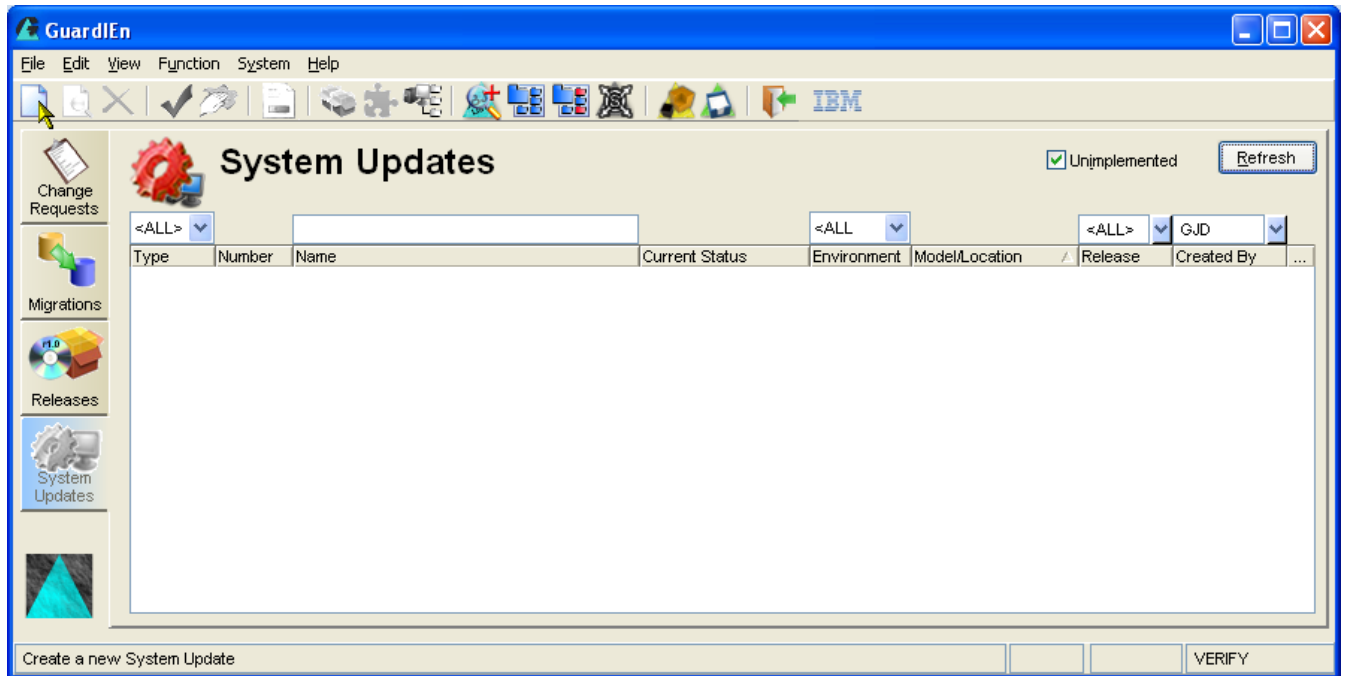 GuardIEn
File Edit View Function System Help
IBM
Change
Requests
System Updates
Unimplemented
Refresh
<ALL>
<ALL
<ALL>
GJD
Type Number Name Current Status Environment Model/Location Release Created By ...
Migrations
r1.0
Releases
System
Updates
Create a new System Update
VERIFY